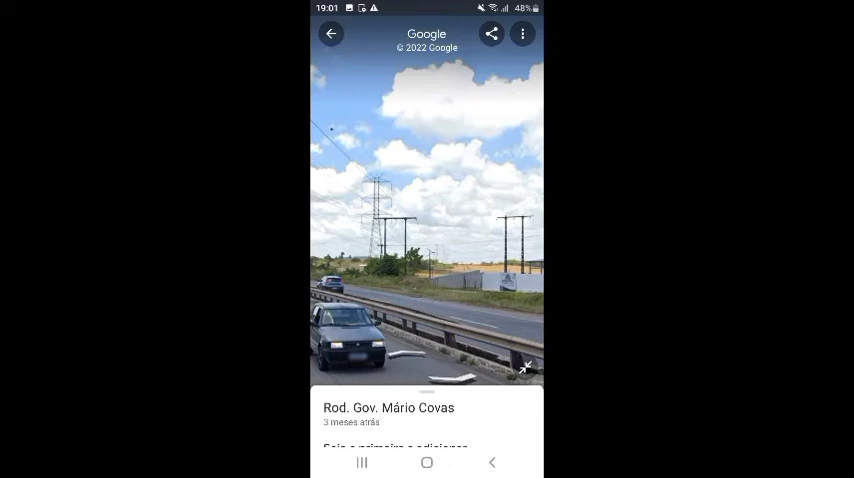 19:01
48%
Google
© 2022 Google
Rod. Gov. Mário Covas
3 meses atrás